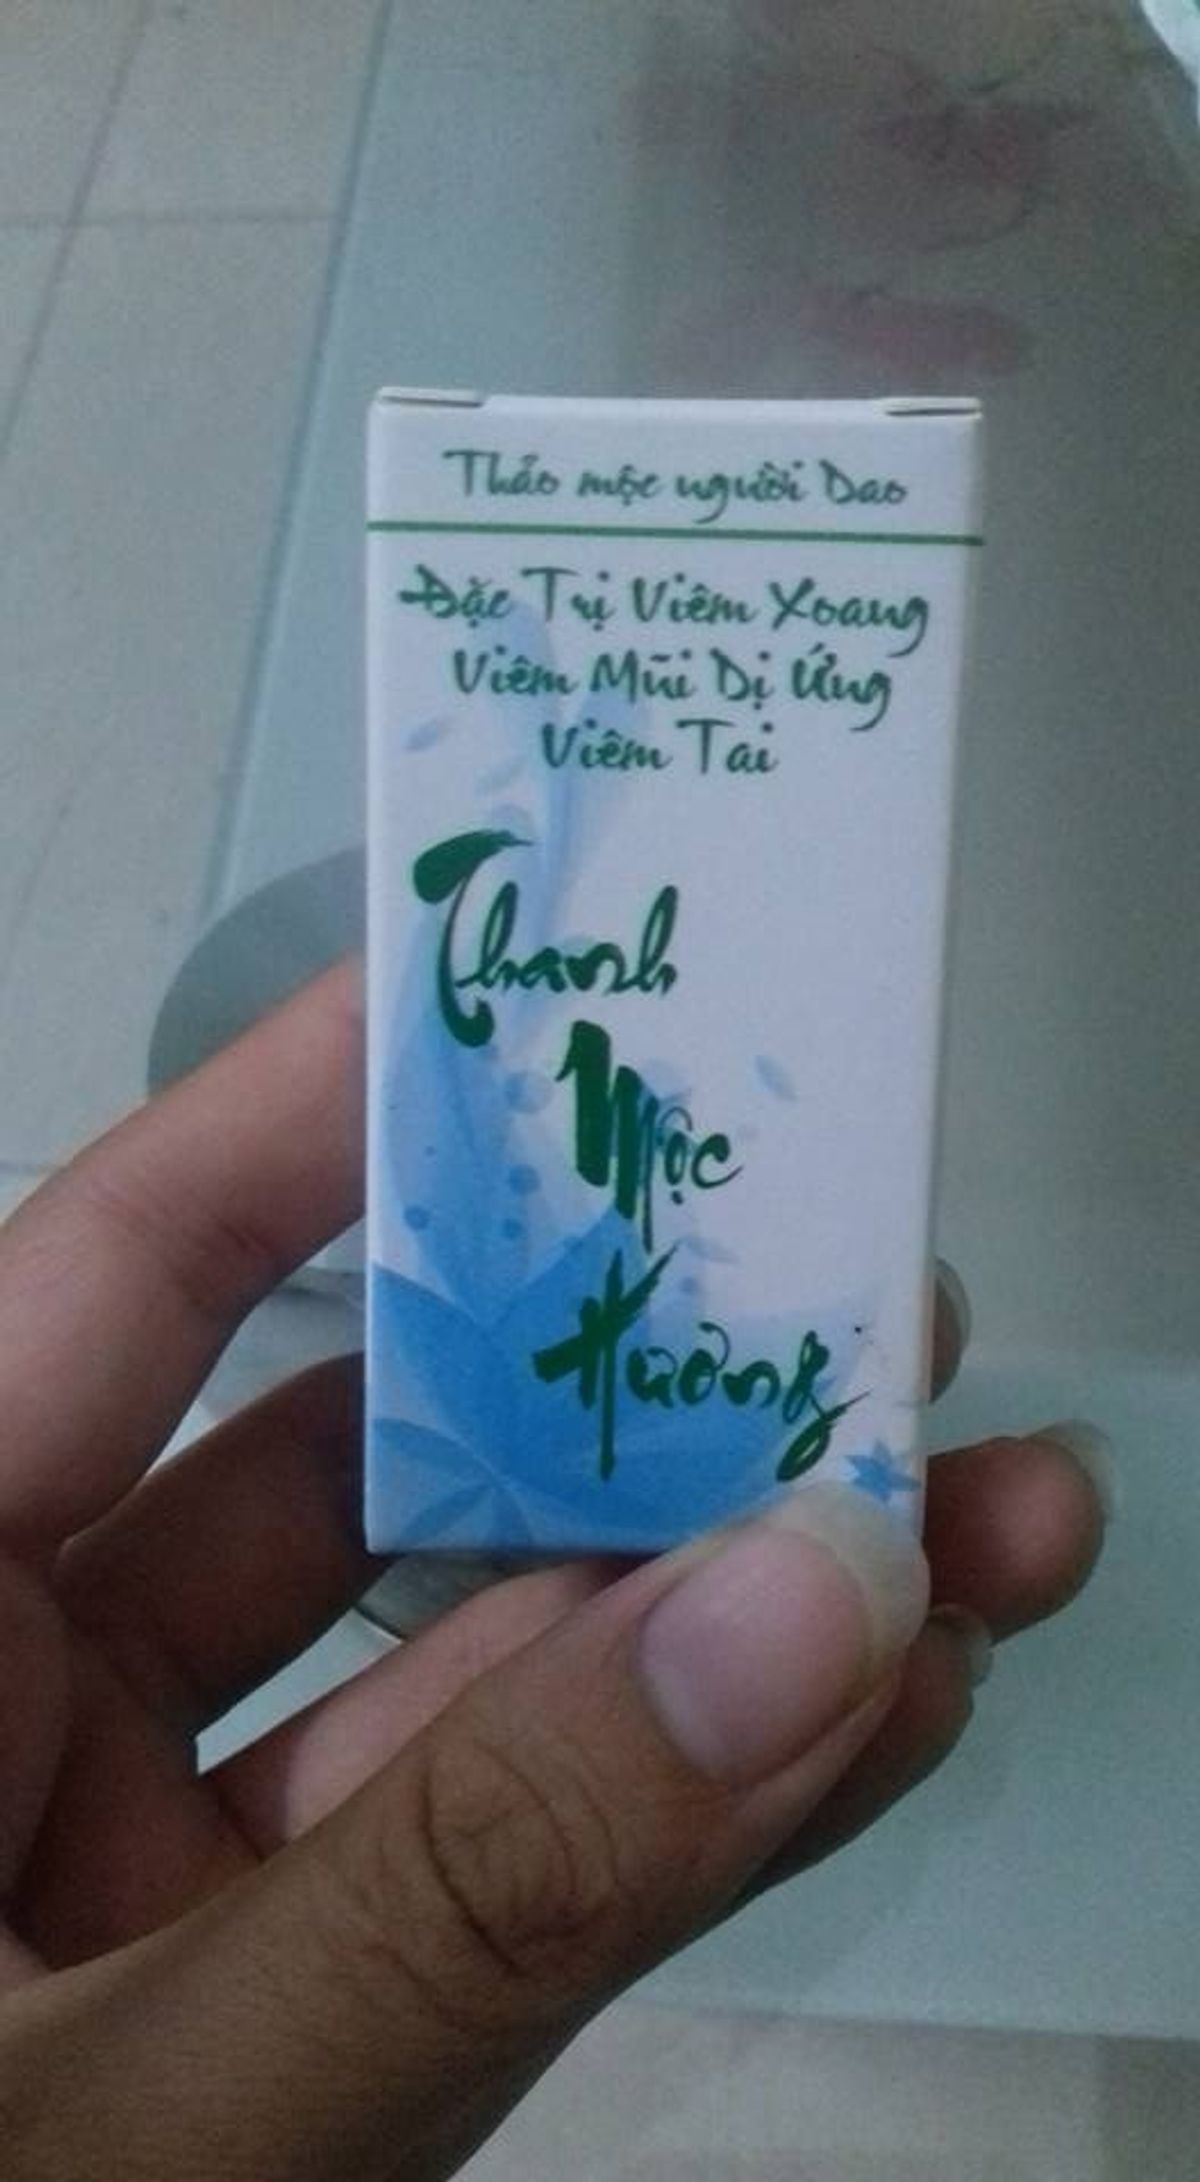 Thảo mộc người Dao
Đặc Trị Viêm Xoang
Viêm Mũi Dị Ứng
Viêm Tai
Thanh
Mộc
Hương